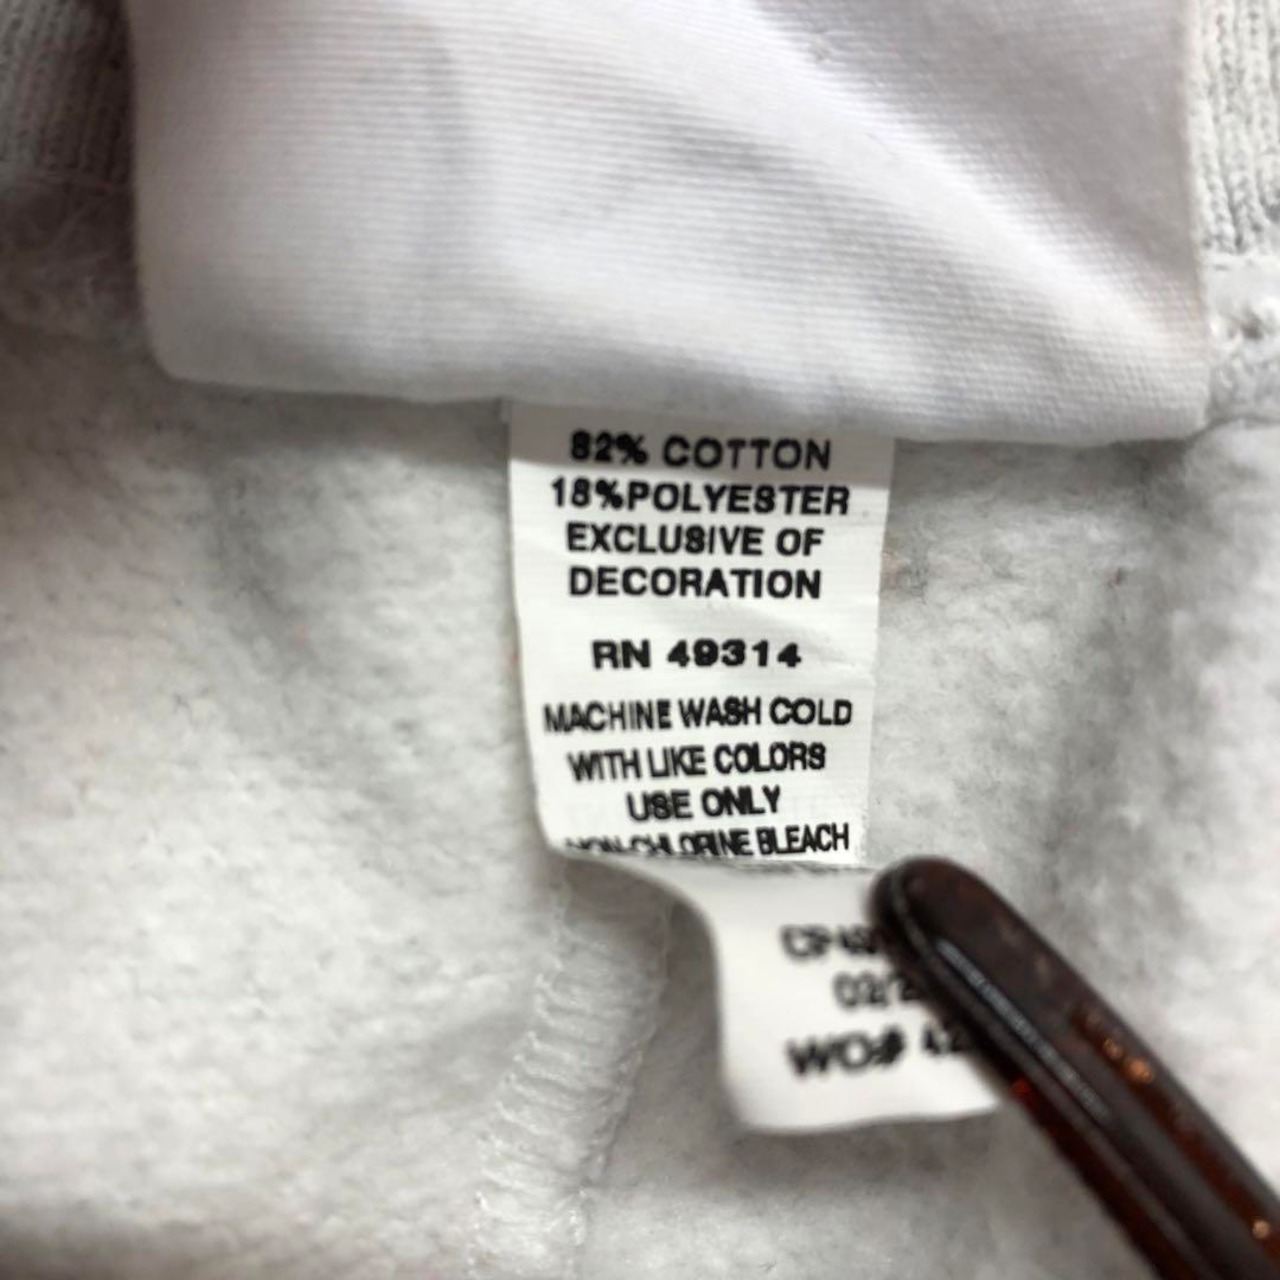 82% COTTON
18%POLYESTER
EXCLUSIVE OF
DECORATION
RN 49314
MACHINE WASH COLD
WITH LIKE COLORS
USE ONLY
NON-CHLORINE BLEACH
WO#